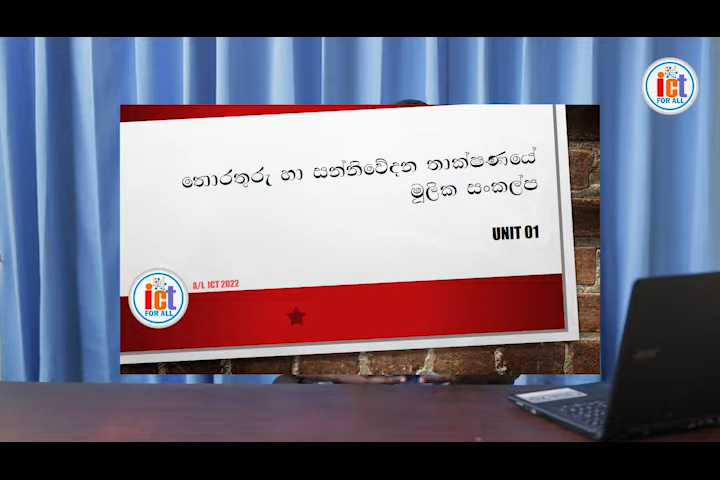 තොරතුරු හා සන්නිවේදන තාක්ෂණයේ
මූලික සංකල්ප
UNIT 01
A/L ICT 2022
ict
FOR ALL
ict
FOR ALL